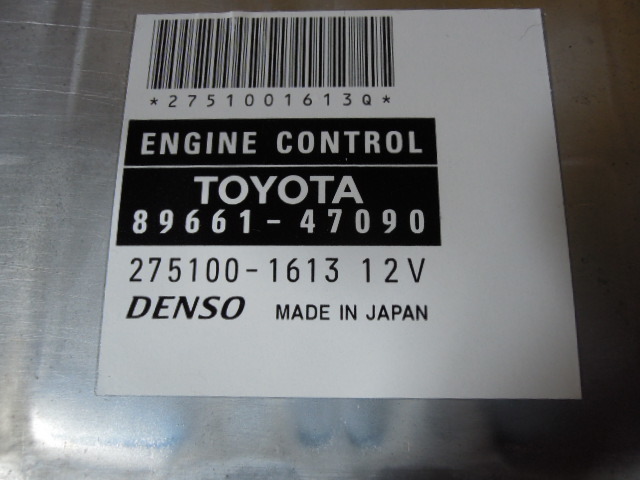 *2751001613Q*
ENGINE CONTROL
TOYOTA
89661-47090
275100-1613 12V
DENSO MADE IN JAPAN